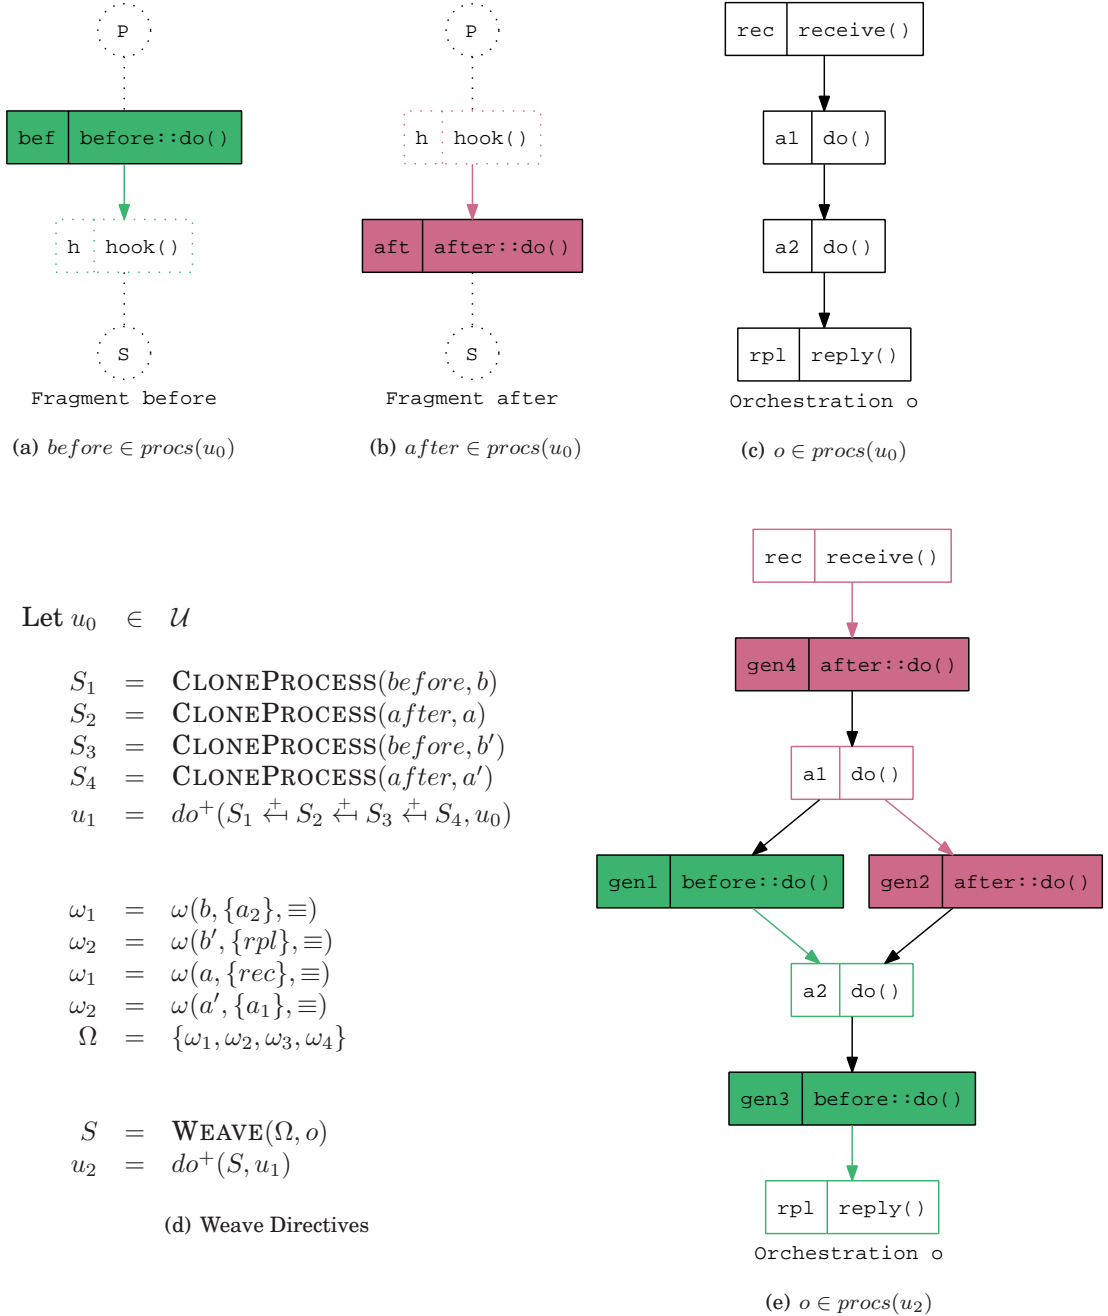 P
bef before::do()
h hook()
S
Fragment before
(a) before ∈ procs(u₀)
P
h hook()
aft after::do()
S
Fragment after
(b) after ∈ procs(u₀)
rec receive()
a1 do()
a2 do()
rpl reply()
Orchestration o
(c) o ∈ procs(u₀)
Let u₀ ∈ 𝒰
S₁ = CLONEPROCESS(before, b)
S₂ = CLONEPROCESS(after, a)
S₃ = CLONEPROCESS(before, b′)
S₄ = CLONEPROCESS(after, a′)
u₁ = do⁺(S₁ ↤⁺ S₂ ↤⁺ S₃ ↤⁺ S₄, u₀)
ω₁ = ω(b, {a₂}, ≡)
ω₂ = ω(b′, {rpl}, ≡)
ω₁ = ω(a, {rec}, ≡)
ω₂ = ω(a′, {a₁}, ≡)
Ω = {ω₁, ω₂, ω₃, ω₄}
S = WEAVE(Ω, o)
u₂ = do⁺(S, u₁)
(d) Weave Directives
rec receive()
gen4 after::do()
a1 do()
gen1 before::do() gen2 after::do()
a2 do()
gen3 before::do()
rpl reply()
Orchestration o
(e) o ∈ procs(u₂)